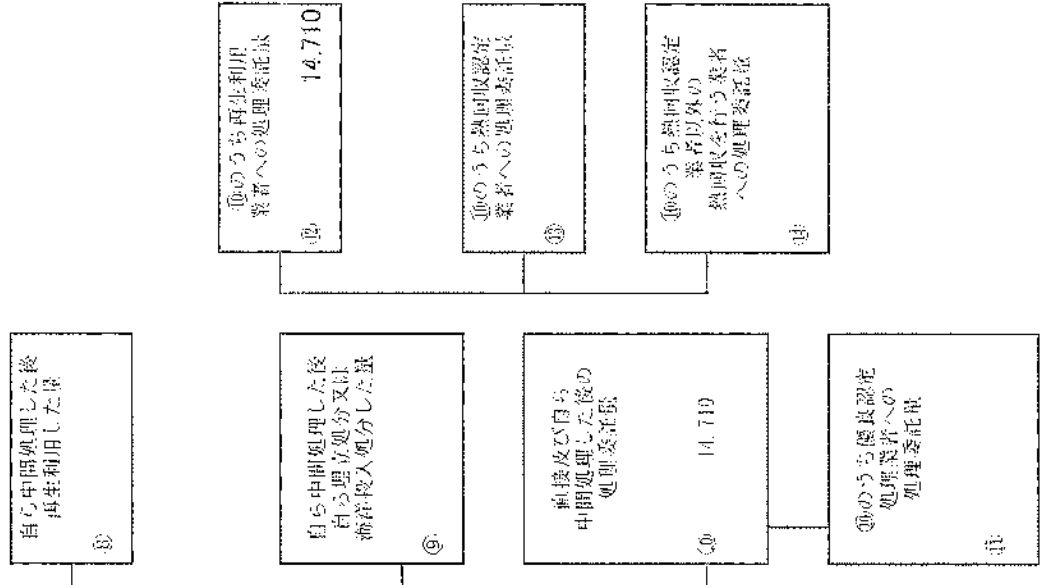 自ら中間処理した後
再生利用した量
⑧
自ら中間処理した後
自ら埋立処分又は
海洋投入処分した量
⑨
直接及び自ら
中間処理した後の
処理委託量
⑩
14.710
⑩のうち優良認定
処理業者への
処理委託量
⑪
⑩のうち再生利用
業者への処理委託量
⑫
14.710
⑩のうち熱回収認定
業者への処理委託量
⑬
⑩のうち熱回収認定
業者以外の
熱回収を行う業者
への処理委託量
⑭